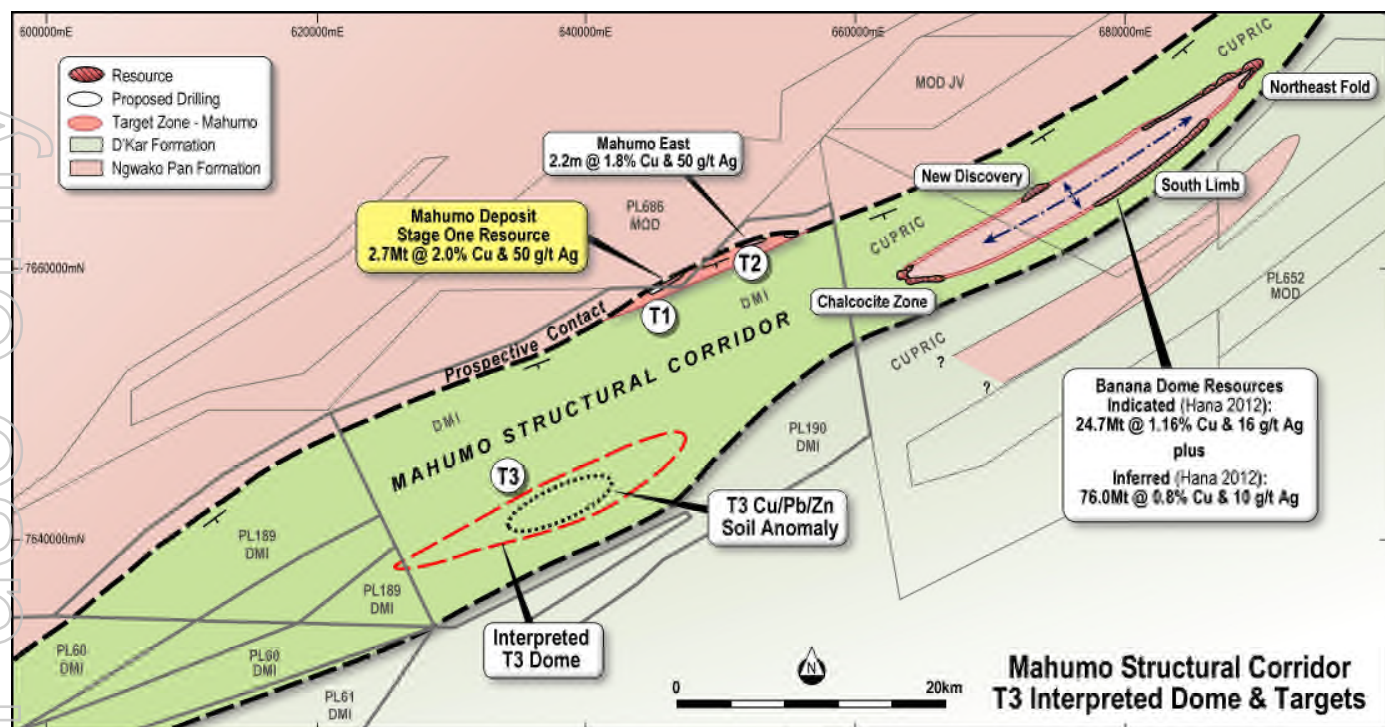 600000mE
620000mE
640000mE
660000mE
680000mE
7660000mN
7640000mN
Resource
Proposed Drilling
Target Zone - Mahumo
D'Kar Formation
Ngwako Pan Formation
MOD JV
CUPRIC
Northeast Fold
Mahumo East
2.2m @ 1.8% Cu & 50 g/t Ag
New Discovery
South Limb
PL686
MOD
Mahumo Deposit
Stage One Resource
2.7Mt @ 2.0% Cu & 50 g/t Ag
CUPRIC
T2
T1
DMI
Chalcocite Zone
PL652
MOD
Prospective Contact
CUPRIC
?
?
DMI
MAHUMO STRUCTURAL CORRIDOR
Banana Dome Resources
Indicated (Hana 2012):
24.7Mt @ 1.16% Cu & 16 g/t Ag
plus
Inferred (Hana 2012):
76.0Mt @ 0.8% Cu & 10 g/t Ag
PL190
DMI
T3
T3 Cu/Pb/Zn
Soil Anomaly
PL189
DMI
PL189
DMI
Interpreted
T3 Dome
PL60
DMI
PL60
DMI
PL61
DMI
N
0
20km
Mahumo Structural Corridor
T3 Interpreted Dome & Targets